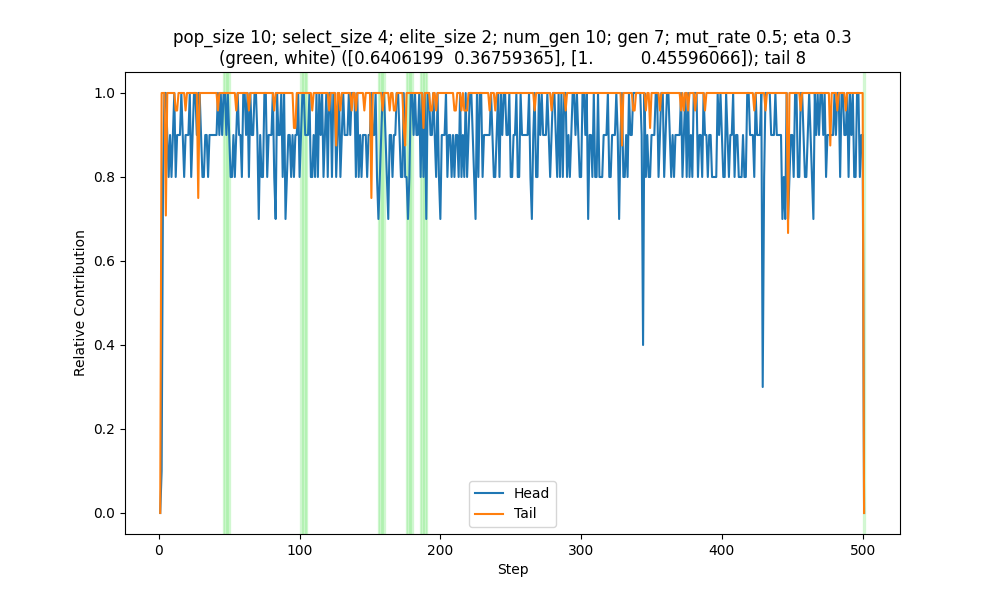 pop_size 10; select_size 4; elite_size 2; num_gen 10; gen 7; mut_rate 0.5; eta 0.3
(green, white) ([0.6406199  0.36759365], [1.         0.45596066]); tail 8
1.0
0.8
0.6
0.4
0.2
0.0
Relative Contribution
Head
Tail
0
100
200
300
400
500
Step